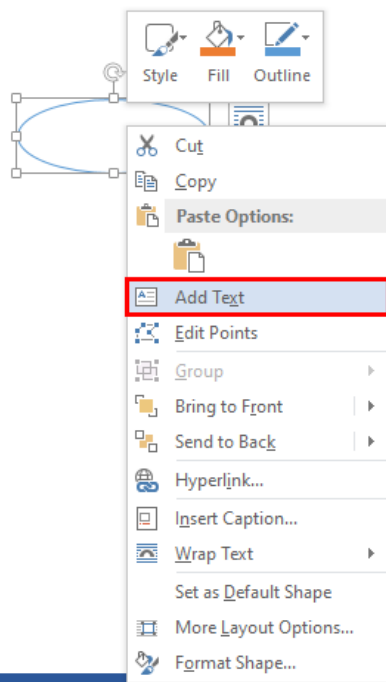 Style Fill Outline
Cut
Copy
Paste Options:
Add Text
Edit Points
Group
Bring to Front
Send to Back
Hyperlink...
Insert Caption...
Wrap Text
Set as Default Shape
More Layout Options...
Format Shape...